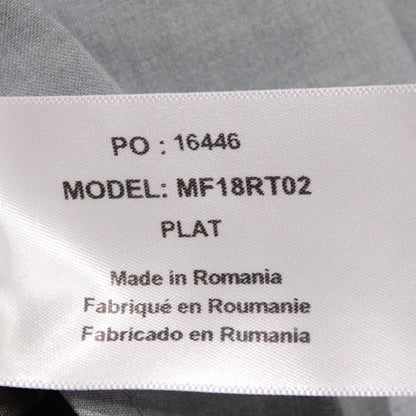 PO : 16446
MODEL: MF18RT02
PLAT
Made in Romania
Fabriqué en Roumanie
Fabricado en Rumania